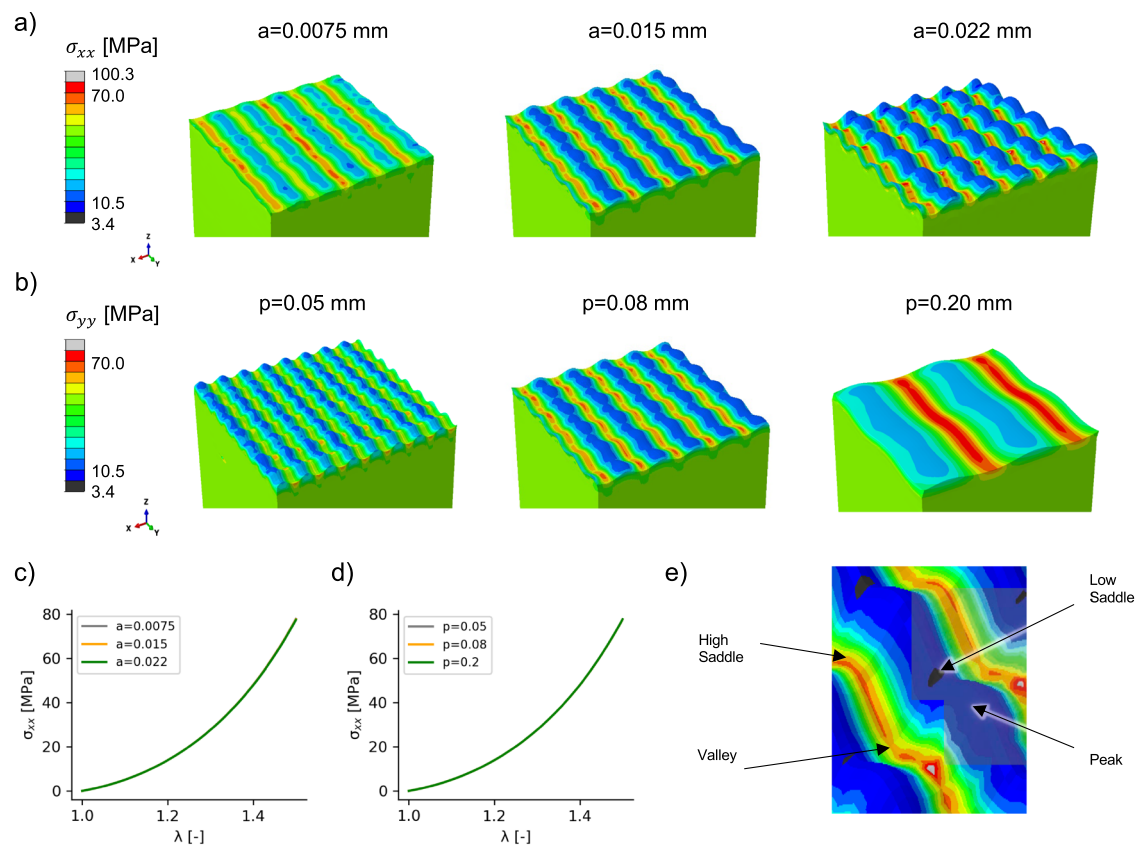 a)
a=0.0075 mm
a=0.015 mm
a=0.022 mm
σxx [MPa]
100.3
70.0
10.5
3.4
Z
X
Y
b)
p=0.05 mm
p=0.08 mm
p=0.20 mm
σyy [MPa]
70.0
10.5
3.4
Z
X
Y
c)
80
60
40
20
0
σxx [MPa]
a=0.0075
a=0.015
a=0.022
1.0
1.2
1.4
λ [-]
d)
80
60
40
20
0
σxx [MPa]
p=0.05
p=0.08
p=0.2
1.0
1.2
1.4
λ [-]
e)
High
Saddle
Valley
Low
Saddle
Peak